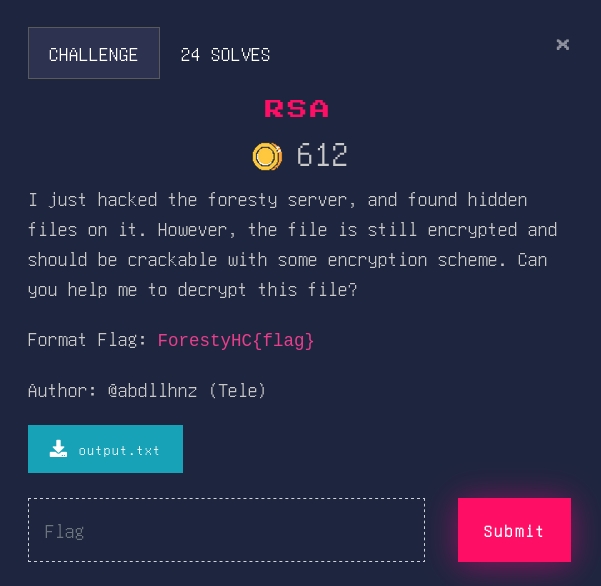 CHALLENGE
24 SOLVES
×
RSA
612
I just hacked the foresty server, and found hidden
files on it. However, the file is still encrypted and
should be crackable with some encryption scheme. Can
you help me to decrypt this file?
Format Flag: ForestyHC{flag}
Author: @abdllhnz (Tele)
output.txt
Flag
Submit